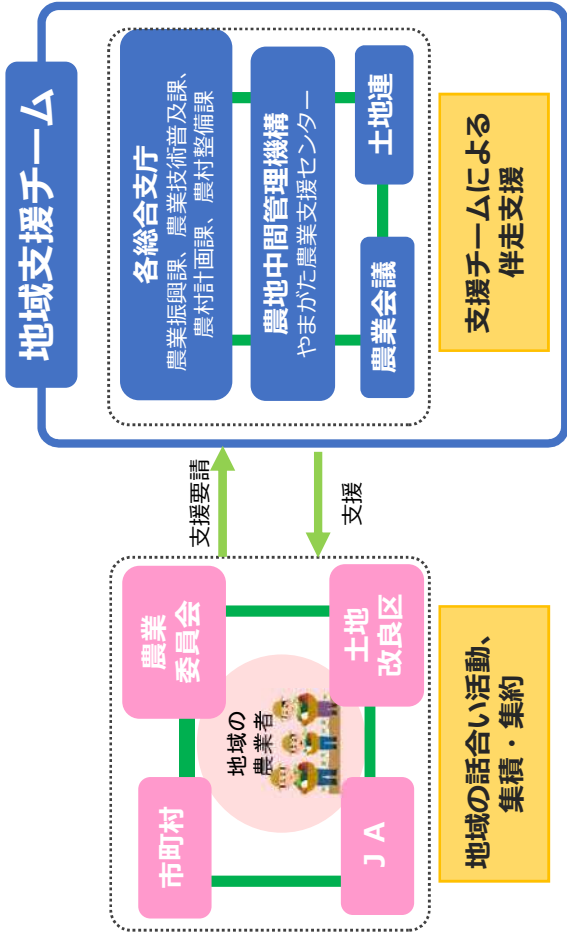 市町村
農業
委員会
地域の
農業者
ＪＡ
土地
改良区
地域の話合い活動、
集積・集約
支援要請
支援
地域支援チーム
各総合支庁
農業振興課、農業技術普及課、
農村計画課、農村整備課
農地中間管理機構
やまがた農業支援センター
農業会議
土地連
支援チームによる
伴走支援